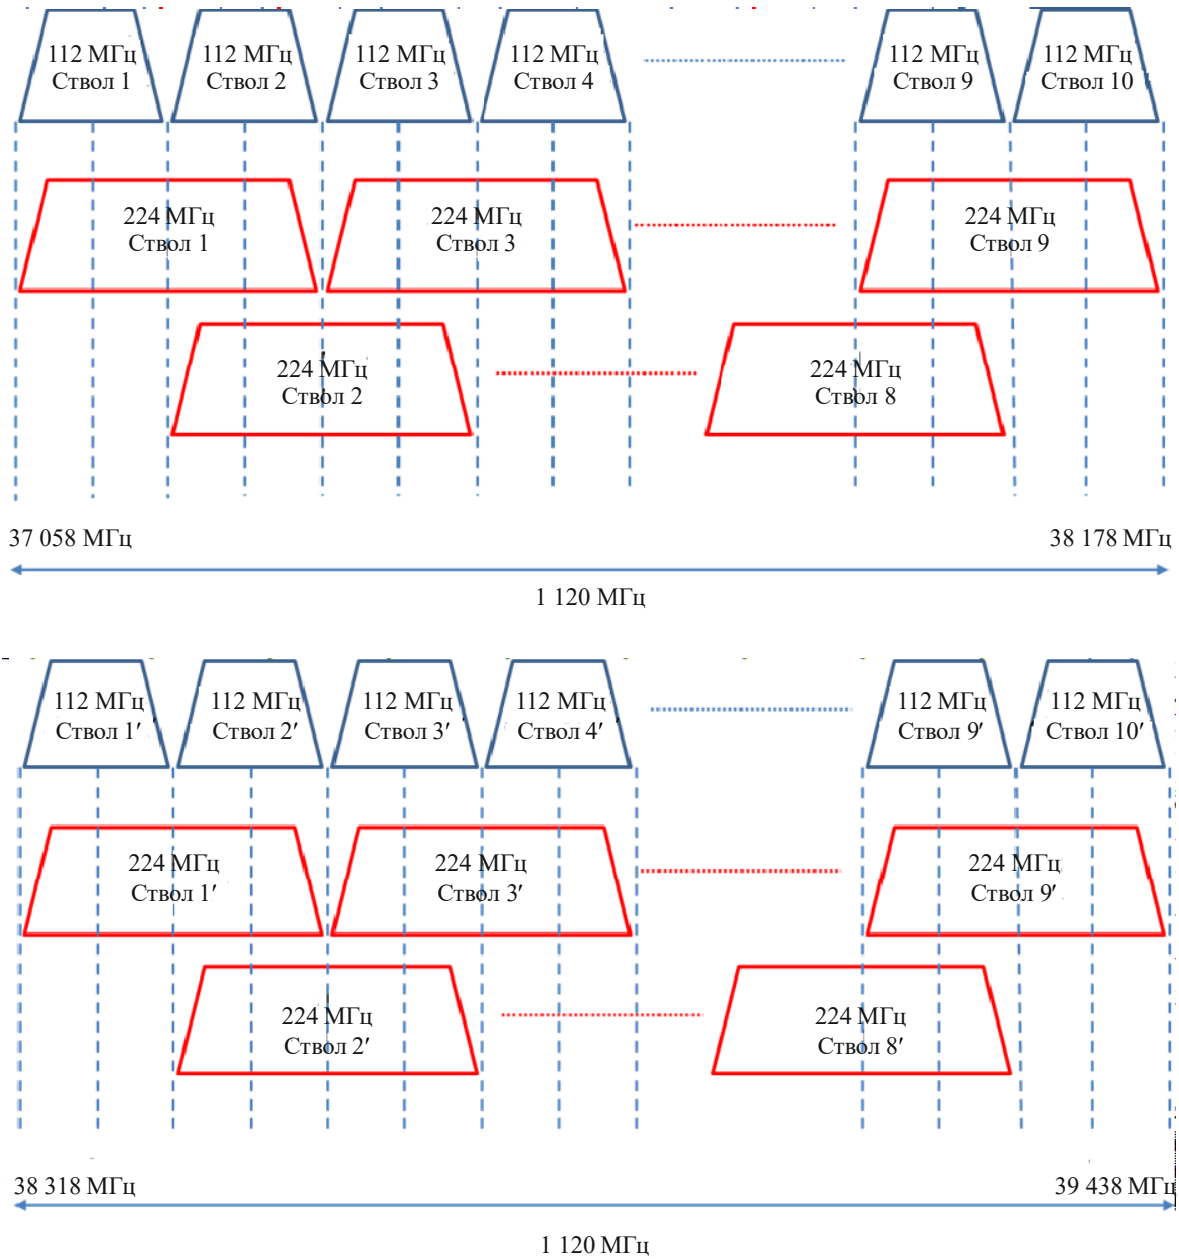 112 МГц
Ствол 1
112 МГц
Ствол 2
112 МГц
Ствол 3
112 МГц
Ствол 4
112 МГц
Ствол 9
112 МГц
Ствол 10
224 МГц
Ствол 1
224 МГц
Ствол 3
224 МГц
Ствол 9
224 МГц
Ствол 2
224 МГц
Ствол 8
37 058 МГц
38 178 МГц
1 120 МГц
112 МГц
Ствол 1′
112 МГц
Ствол 2′
112 МГц
Ствол 3′
112 МГц
Ствол 4′
112 МГц
Ствол 9′
112 МГц
Ствол 10′
224 МГц
Ствол 1′
224 МГц
Ствол 3′
224 МГц
Ствол 9′
224 МГц
Ствол 2′
224 МГц
Ствол 8′
38 318 МГц
39 438 МГц
1 120 МГц